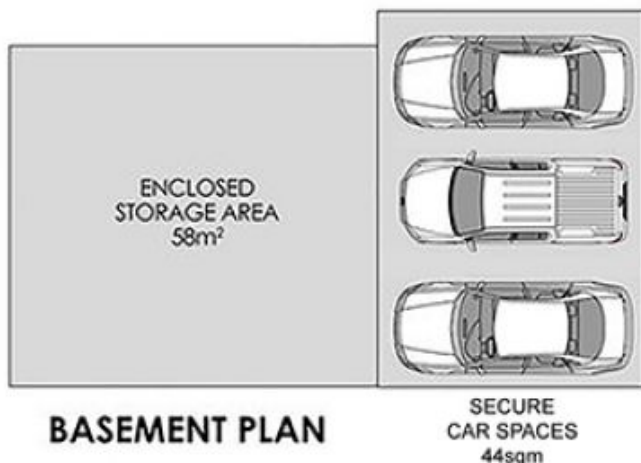 ENCLOSED
STORAGE AREA
58m²
BASEMENT PLAN
SECURE
CAR SPACES
44sqm